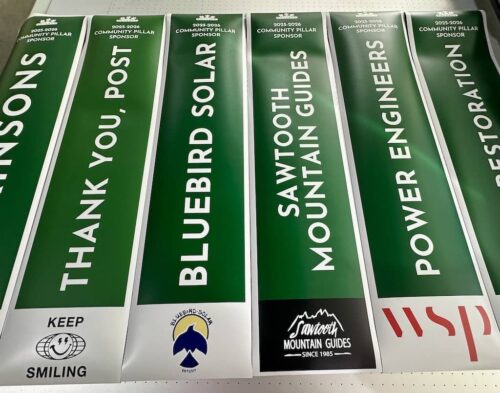 NSONS
2025-2026
COMMUNITY PILLAR
SPONSOR
THANK YOU, POST
KEEP
SMILING
2025-2026
COMMUNITY PILLAR
SPONSOR
BLUEBIRD SOLAR
BLUEBIRD SOLAR
2025-2026
COMMUNITY PILLAR
SPONSOR
SAWTOOTH
MOUNTAIN GUIDES
Sawtooth
MOUNTAIN GUIDES
SINCE 1985
2025-2026
COMMUNITY PILLAR
SPONSOR
POWER ENGINEERS
wsp
2025-2026
COMMUNITY PILLAR
SPONSOR
RESTORATION